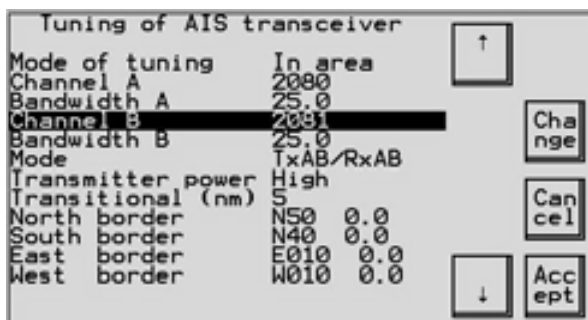 Tuning of AIS transceiver
↑
Mode of tuning In area
Channel A 2080
Bandwidth A 25.0
Channel B 2081
Bandwidth B 25.0
Mode TxAB/RxAB
Transmitter power High
Transitional (nm) 5
North border N50 0.0
South border N40 0.0
East border E010 0.0
West border W010 0.0
Cha
nge
Can
cel
↓
Acc
ept